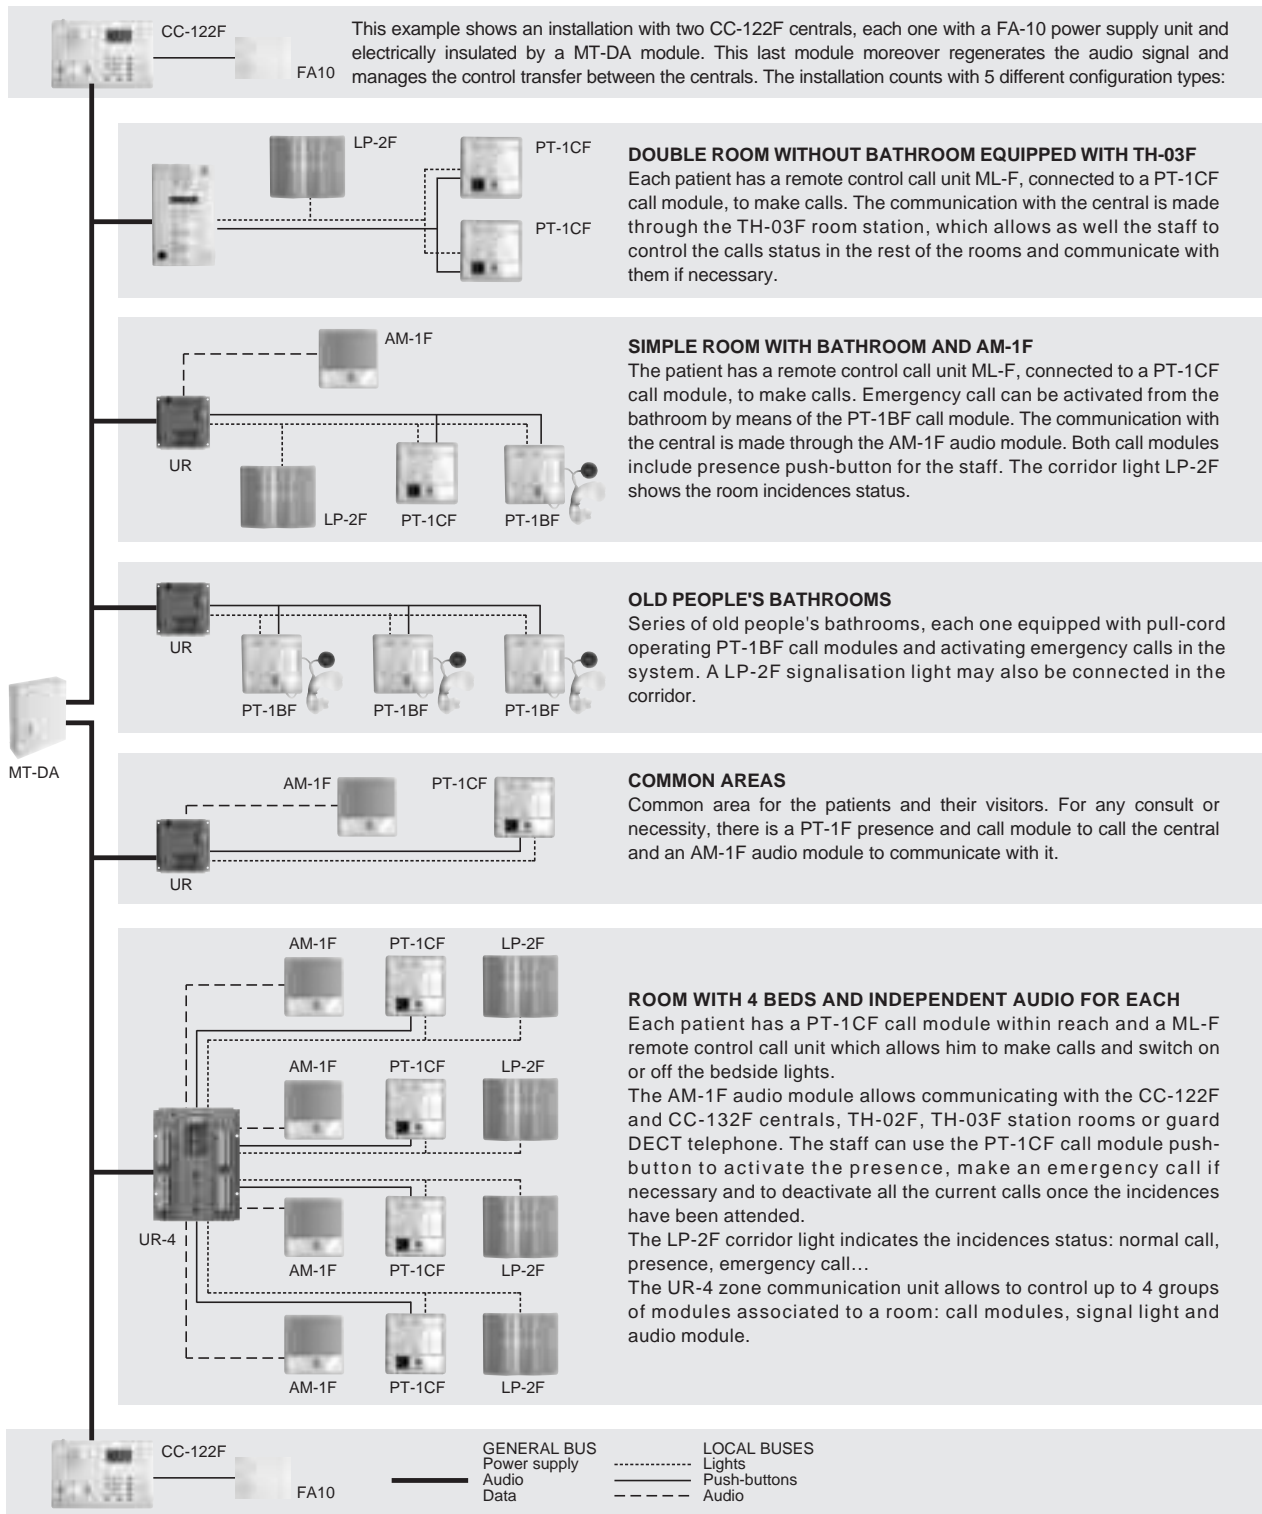 CC-122F
FA10
This example shows an installation with two CC-122F centrals, each one with a FA-10 power supply unit and
electrically insulated by a MT-DA module. This last module moreover regenerates the audio signal and
manages the control transfer between the centrals. The installation counts with 5 different configuration types:
LP-2F
PT-1CF
PT-1CF
DOUBLE ROOM WITHOUT BATHROOM EQUIPPED WITH TH-03F
Each patient has a remote control call unit ML-F, connected to a PT-1CF
call module, to make calls. The communication with the central is made
through the TH-03F room station, which allows as well the staff to
control the calls status in the rest of the rooms and communicate with
them if necessary.
AM-1F
UR
LP-2F
PT-1CF
PT-1BF
SIMPLE ROOM WITH BATHROOM AND AM-1F
The patient has a remote control call unit ML-F, connected to a PT-1CF
call module, to make calls. Emergency call can be activated from the
bathroom by means of the PT-1BF call module. The communication with
the central is made through the AM-1F audio module. Both call modules
include presence push-button for the staff. The corridor light LP-2F
shows the room incidences status.
UR
PT-1BF
PT-1BF
PT-1BF
OLD PEOPLE'S BATHROOMS
Series of old people's bathrooms, each one equipped with pull-cord
operating PT-1BF call modules and activating emergency calls in the
system. A LP-2F signalisation light may also be connected in the
corridor.
MT-DA
AM-1F
PT-1CF
UR
COMMON AREAS
Common area for the patients and their visitors. For any consult or
necessity, there is a PT-1F presence and call module to call the central
and an AM-1F audio module to communicate with it.
AM-1F
PT-1CF
LP-2F
AM-1F
PT-1CF
LP-2F
UR-4
AM-1F
PT-1CF
LP-2F
AM-1F
PT-1CF
LP-2F
ROOM WITH 4 BEDS AND INDEPENDENT AUDIO FOR EACH
Each patient has a PT-1CF call module within reach and a ML-F
remote control call unit which allows him to make calls and switch on
or off the bedside lights.
The AM-1F audio module allows communicating with the CC-122F
and CC-132F centrals, TH-02F, TH-03F station rooms or guard
DECT telephone. The staff can use the PT-1CF call module push-
button to activate the presence, make an emergency call if
necessary and to deactivate all the current calls once the incidences
have been attended.
The LP-2F corridor light indicates the incidences status: normal call,
presence, emergency call…
The UR-4 zone communication unit allows to control up to 4 groups
of modules associated to a room: call modules, signal light and
audio module.
CC-122F
FA10
GENERAL BUS
Power supply
Audio
Data
LOCAL BUSES
Lights
Push-buttons
Audio